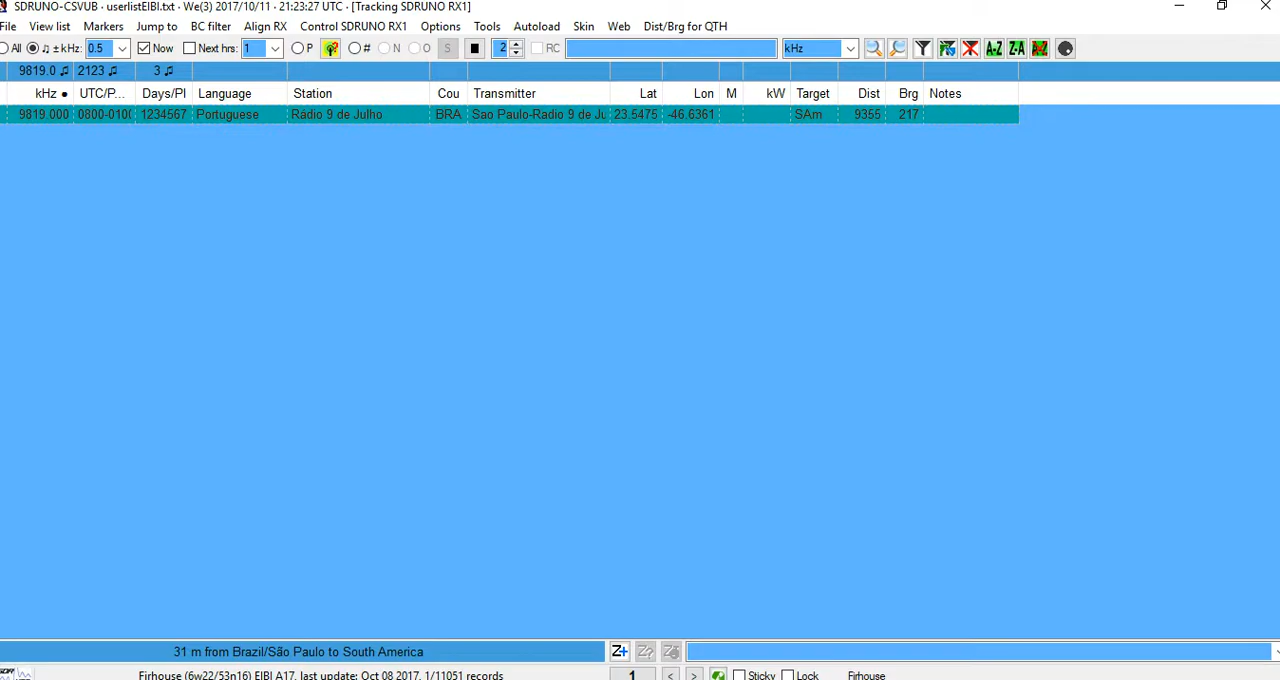 SDRUNO-CSVUB - userlistEIBI.txt - We(3) 2017/10/11 - 21:23:27 UTC - [Tracking SDRUNO RX1]
File View list Markers Jump to BC filter Align RX Control SDRUNO RX1 Options Tools Autoload Skin Web Dist/Brg for QTH
All ♫ ± kHz: 0.5 Now Next hrs: 1 P # N O S 2 RC kHz A-Z Z-A
9819.0 ♫ 2123 ♫ 3 ♫
kHz ● UTC/P... Days/Pl Language Station Cou Transmitter Lat Lon M kW Target Dist Brg Notes
9819.000 0800-0100 1234567 Portuguese Rádio 9 de Julho BRA Sao Paulo-Radio 9 de Ju 23.5475 -46.6361 SAm 9355 217
31 m from Brazil/São Paulo to South America Z+ Z?
Firhouse (6w22/53n16) EIBI A17, last update: Oct 08 2017, 1/11051 records 1 < > Sticky Lock Firhouse